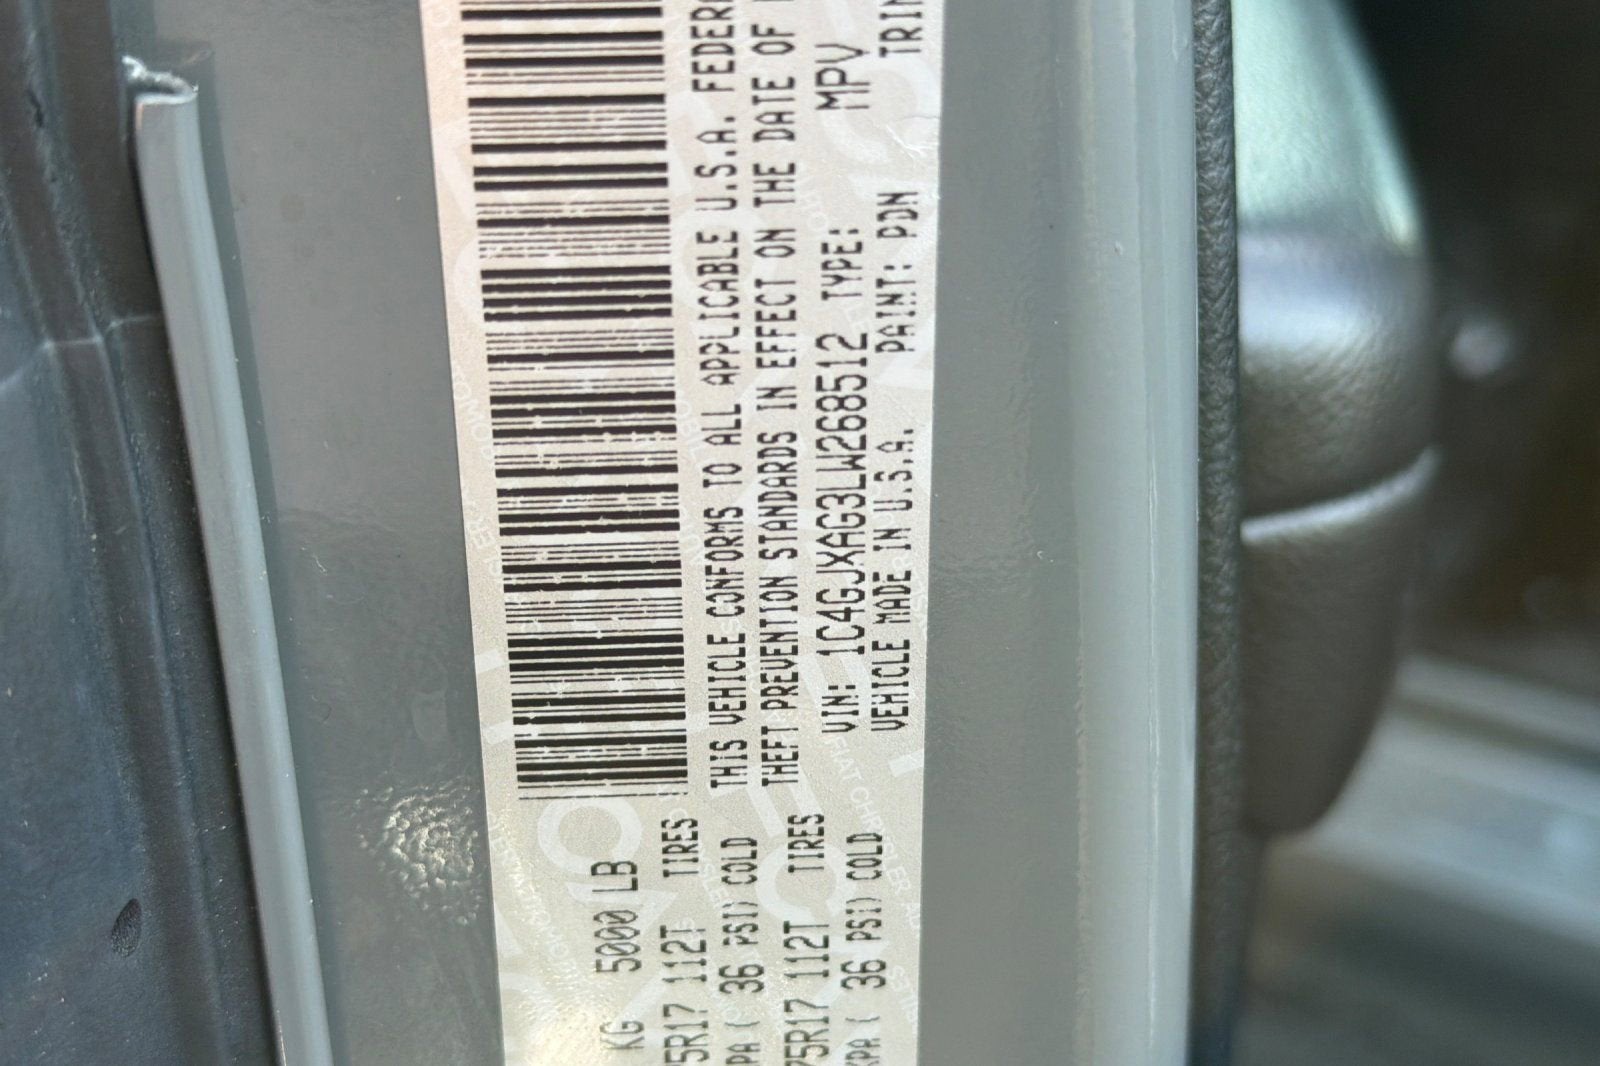 KG 5000 LB
5R17 112T TIRES
PA ( 36 PSI) COLD
THIS VEHICLE CONFORMS TO ALL APPLICABLE U.S.A. FEDER
THEFT PREVENTION STANDARDS IN EFFECT ON THE DATE OF
75R17 112T TIRES
KPA ( 36 PSI) COLD
VIN: 1C4GJXAG3LW268512 TYPE: MPV
VEHICLE MADE IN U.S.A. PAINT: PDN TRIM